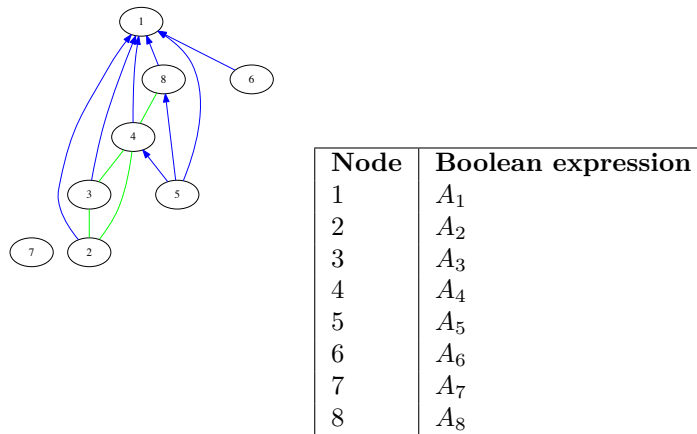 1
8
6
4
3
5
7
2
Node Boolean expression
1 A₁
2 A₂
3 A₃
4 A₄
5 A₅
6 A₆
7 A₇
8 A₈